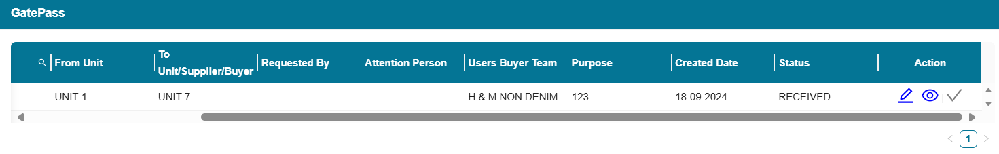 GatePass
From Unit
To
Unit/Supplier/Buyer
Requested By
Attention Person
Users Buyer Team
Purpose
Created Date
Status
Action
UNIT-1
UNIT-7
-
H & M NON DENIM
123
18-09-2024
RECEIVED
1